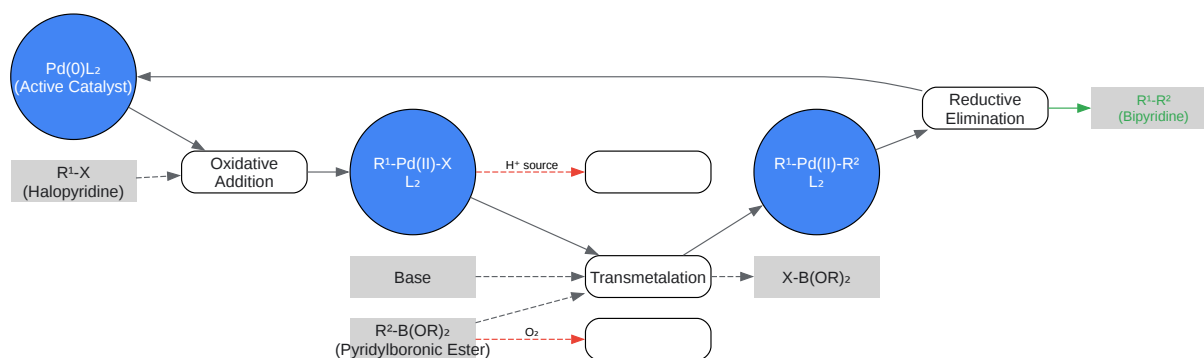 Pd(0)L₂
(Active Catalyst)
Reductive
Elimination
R¹-R²
(Bipyridine)
R¹-X
(Halopyridine)
Oxidative
Addition
R¹-Pd(II)-X
L₂
H⁺ source
R¹-Pd(II)-R²
L₂
Base
Transmetalation
X-B(OR)₂
R²-B(OR)₂
(Pyridylboronic Ester)
O₂